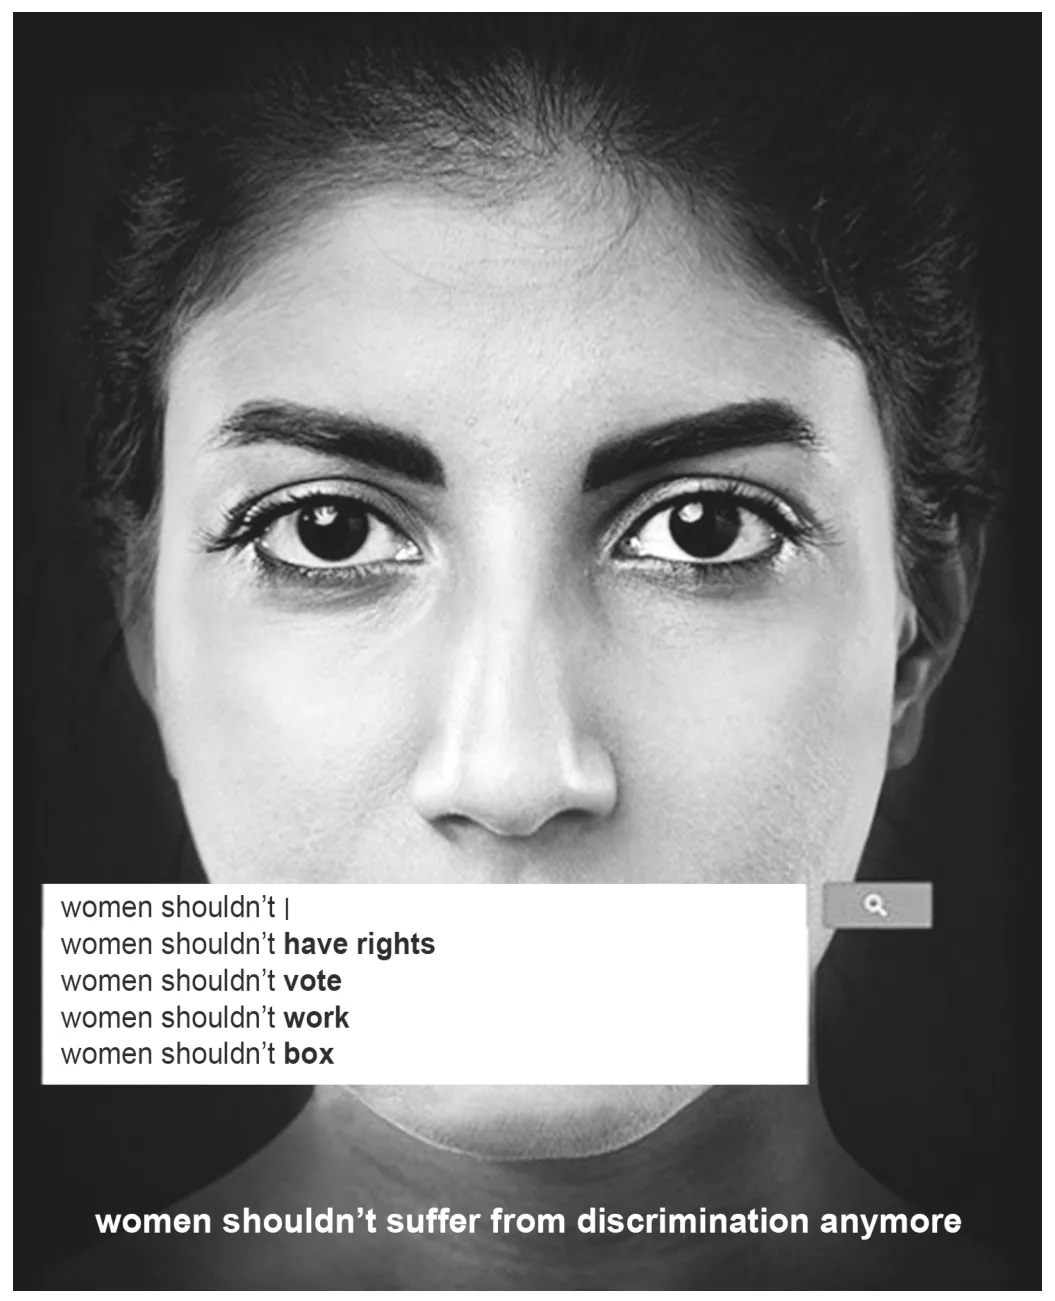 women shouldn’t |
women shouldn’t have rights
women shouldn’t vote
women shouldn’t work
women shouldn’t box
women shouldn’t suffer from discrimination anymore